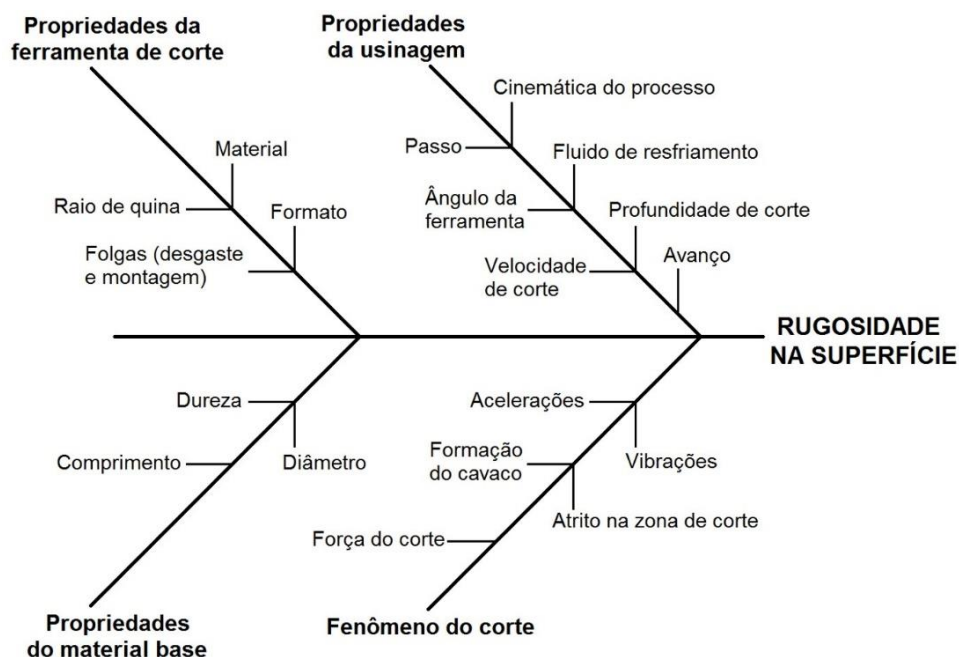 Propriedades da
ferramenta de corte
Propriedades
da usinagem
Cinemática do processo
Passo
Fluido de resfriamento
Ângulo da
ferramenta
Profundidade de corte
Velocidade
de corte
Avanço
Material
Raio de quina
Formato
Folgas (desgaste
e montagem)
RUGOSIDADE
NA SUPERFÍCIE
Dureza
Diâmetro
Comprimento
Propriedades
do material base
Acelerações
Vibrações
Formação
do cavaco
Atrito na zona de corte
Força do corte
Fenômeno do corte